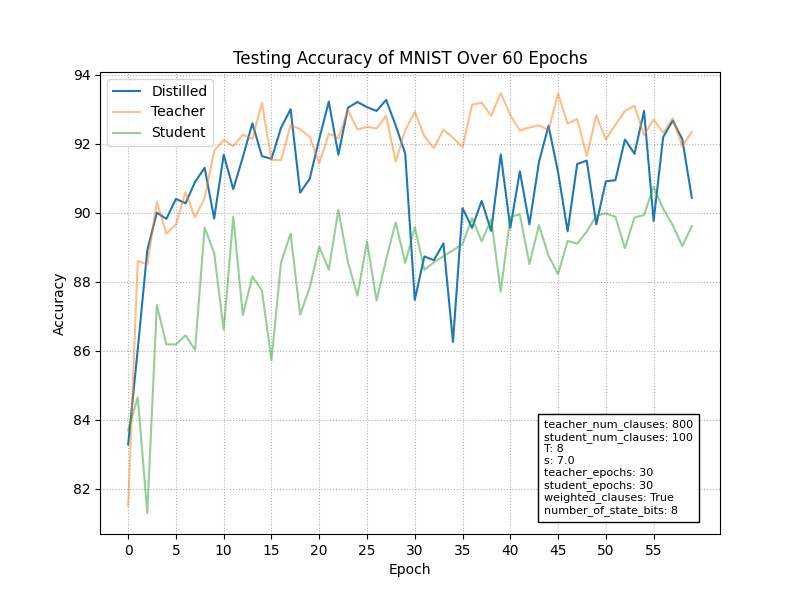 Testing Accuracy of MNIST Over 60 Epochs
94
92
90
88
86
84
82
Accuracy
Distilled
Teacher
Student
teacher_num_clauses: 800
student_num_clauses: 100
T: 8
s: 7.0
teacher_epochs: 30
student_epochs: 30
weighted_clauses: True
number_of_state_bits: 8
0 5 10 15 20 25 30 35 40 45 50 55
Epoch